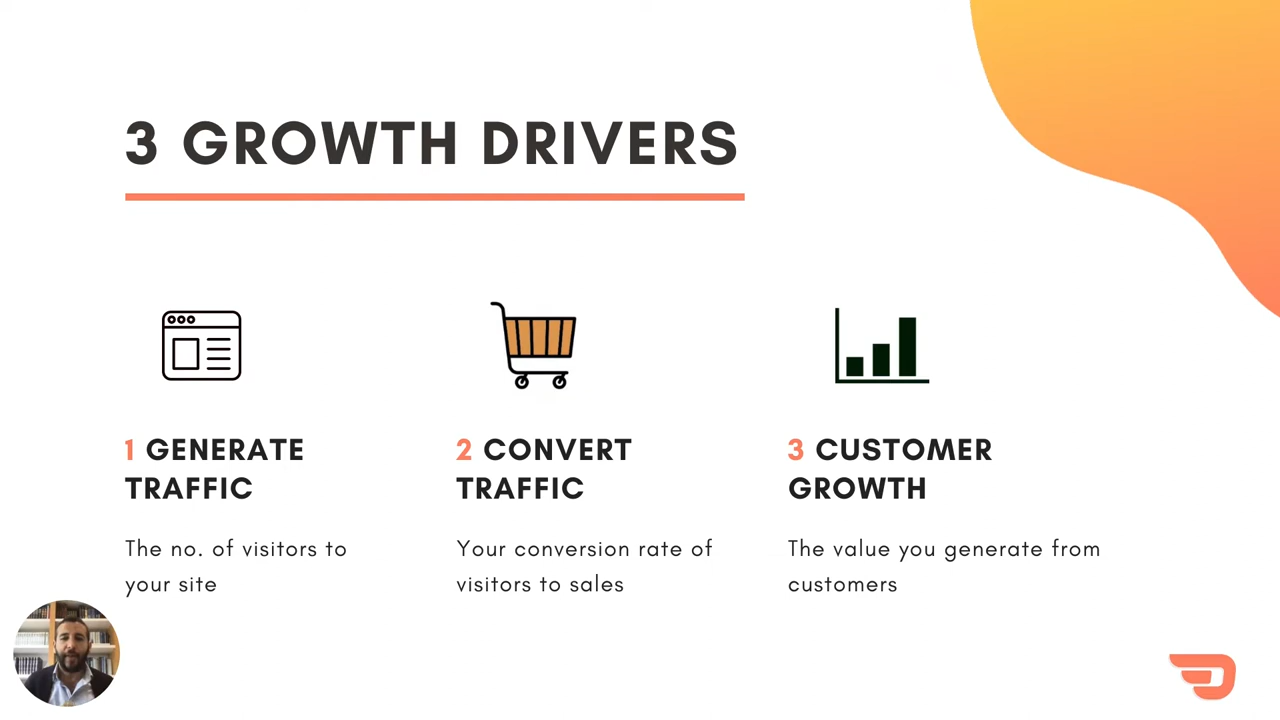 3 GROWTH DRIVERS
1 GENERATE
TRAFFIC
The no. of visitors to
your site
2 CONVERT
TRAFFIC
Your conversion rate of
visitors to sales
3 CUSTOMER
GROWTH
The value you generate from
customers